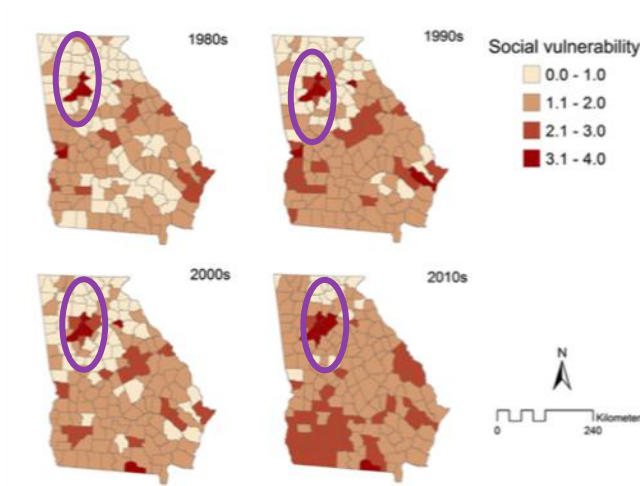 1980s
1990s
Social vulnerability
0.0 - 1.0
1.1 - 2.0
2.1 - 3.0
3.1 - 4.0
2000s
2010s
N
Kilometer
0 240